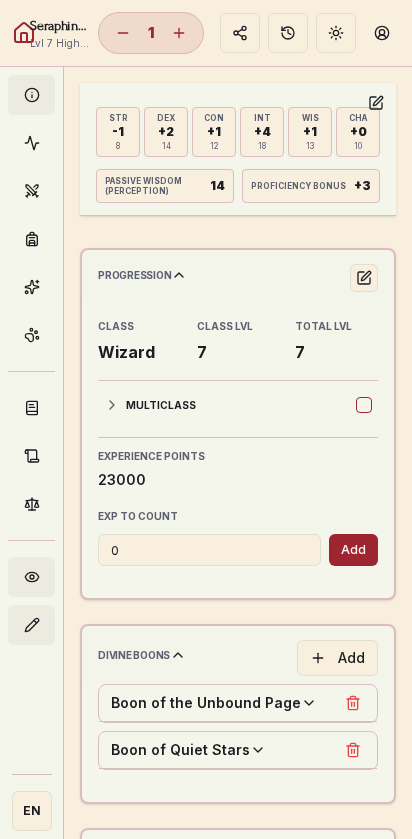 Seraphin...
Lvl 7 High...
1
STR
-1
8
DEX
+2
14
CON
+1
12
INT
+4
18
WIS
+1
13
CHA
+0
10
PASSIVE WISDOM
(PERCEPTION)
14
PROFICIENCY BONUS
+3
PROGRESSION
CLASS
CLASS LVL
TOTAL LVL
Wizard
7
7
MULTICLASS
EXPERIENCE POINTS
23000
EXP TO COUNT
0
Add
DIVINE BOONS
Add
Boon of the Unbound Page
Boon of Quiet Stars
EN